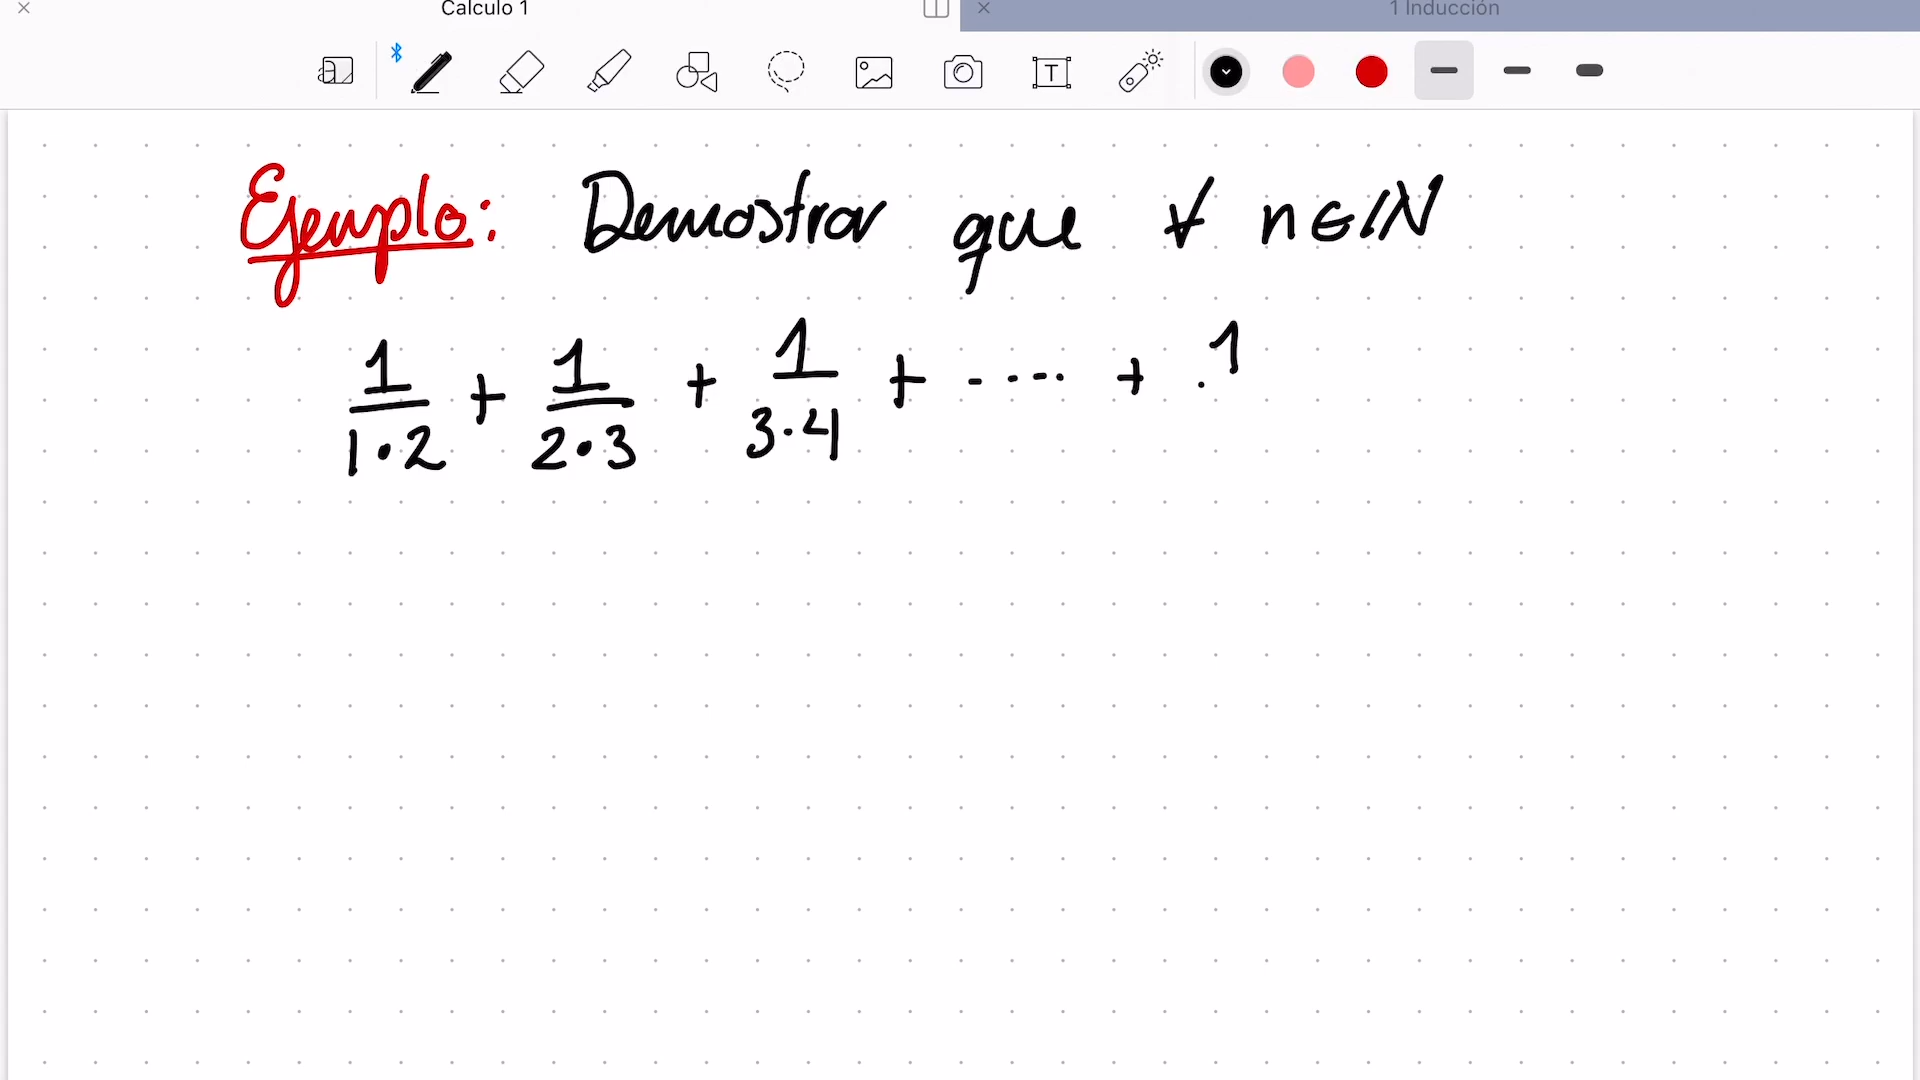 Calculo 1 1 Inducción
T
Ejemplo: Demostrar que ∀ n∈ℕ
1/1·2 + 1/2·3 + 1/3·4 + ----- + 1